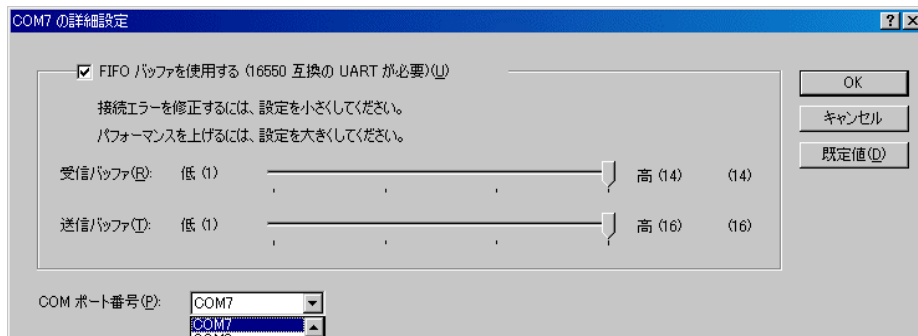 COM7 の詳細設定
FIFO バッファを使用する (16550 互換の UART が必要)(U)
OK
接続エラーを修正するには、設定を小さくしてください。
キャンセル
パフォーマンスを上げるには、設定を大きくしてください。
既定値(D)
受信バッファ(R): 低 (1) 高 (14) (14)
送信バッファ(T): 低 (1) 高 (16) (16)
COM ポート番号(P): COM7
COM7